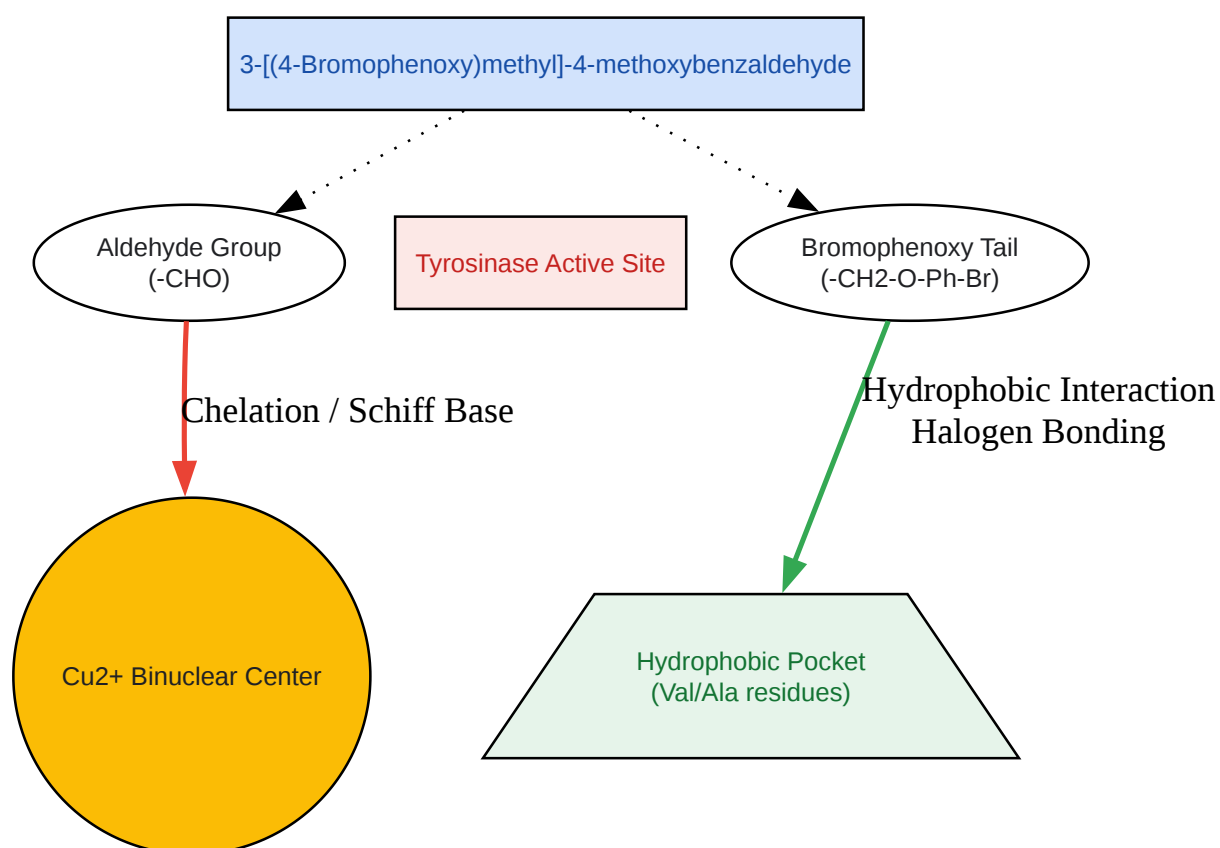 3-[(4-Bromophenoxy)methyl]-4-methoxybenzaldehyde
Aldehyde Group
(-CHO)
Tyrosinase Active Site
Bromophenoxy Tail
(-CH2-O-Ph-Br)
Chelation / Schiff Base
Hydrophobic Interaction
Halogen Bonding
Cu2+ Binuclear Center
Hydrophobic Pocket
(Val/Ala residues)